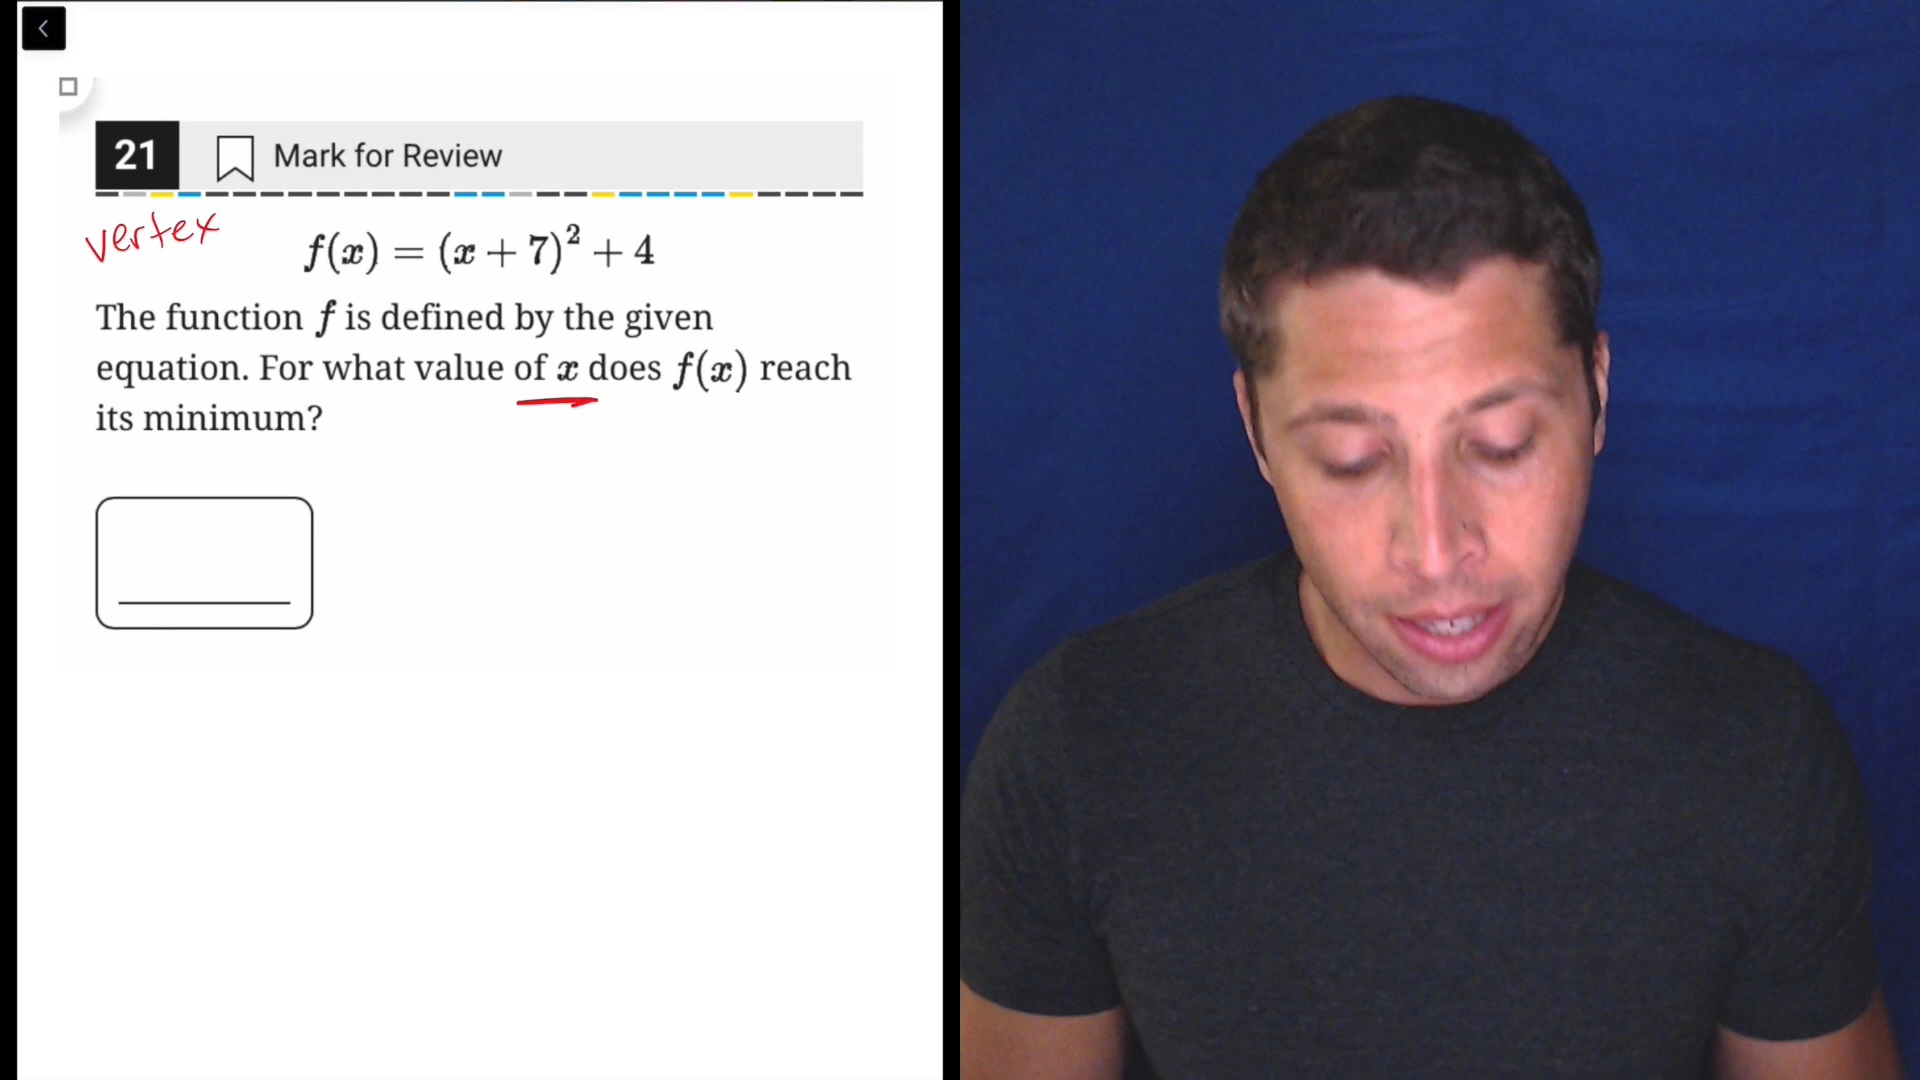 21 Mark for Review
vertex
f(x) = (x + 7)² + 4
The function f is defined by the given
equation. For what value of x does f(x) reach
its minimum?